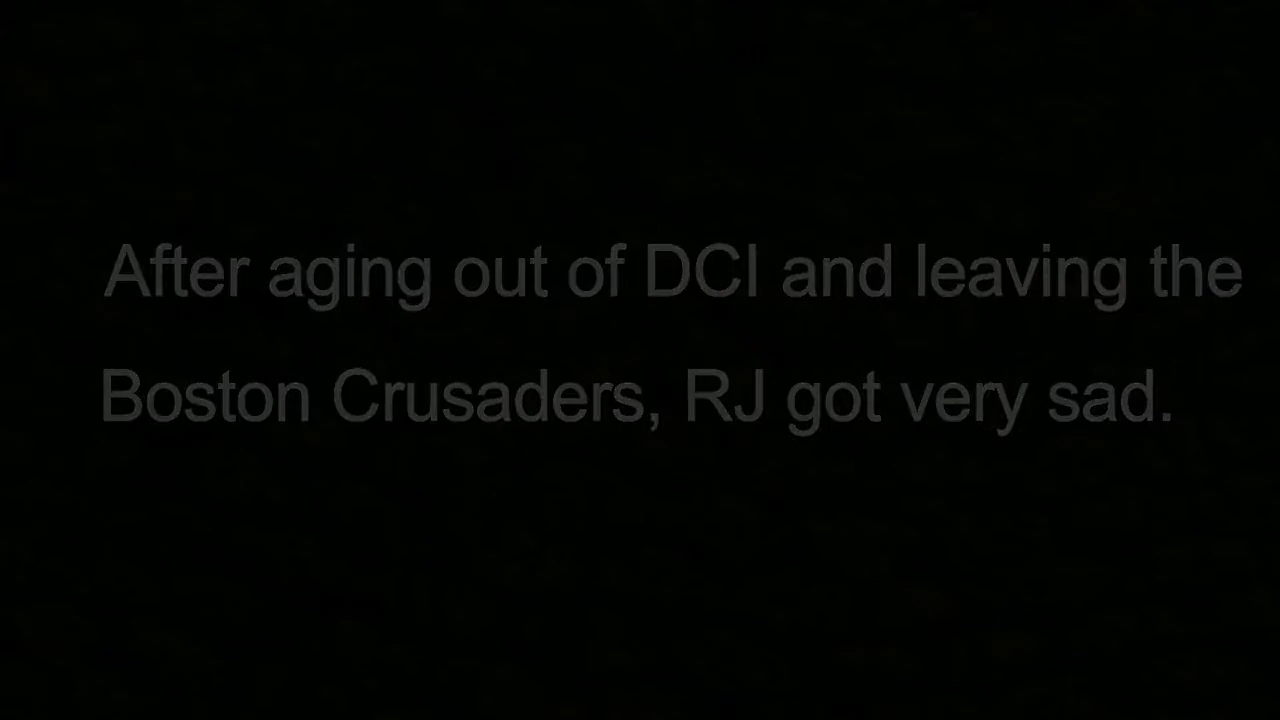 After aging out of DCI and leaving the
Boston Crusaders, RJ got very sad.